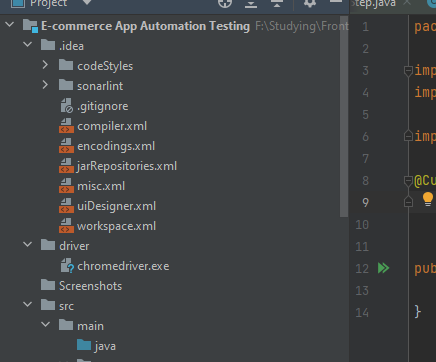 Project
step.java
E-commerce App Automation Testing F:\Studying\Front
.idea
codeStyles
sonarlint
.gitignore
compiler.xml
encodings.xml
jarRepositories.xml
misc.xml
uiDesigner.xml
workspace.xml
driver
chromedriver.exe
Screenshots
src
main
java
1 pac
2
3 imp
4 imp
5
6 imp
7
8 @Cu
9
10
11
12 pub
13
14 }